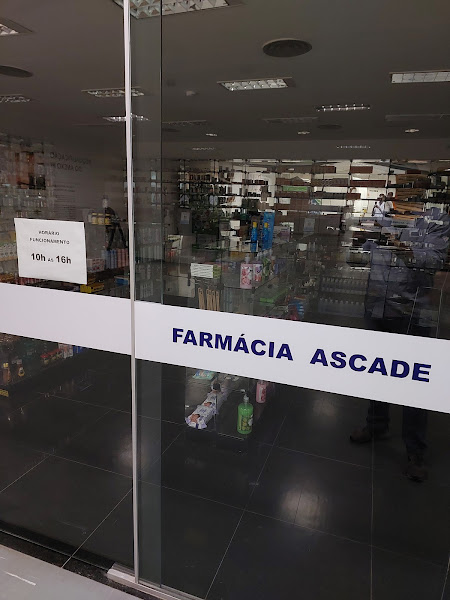 HORÁRIO
FUNCIONAMENTO
10h ÀS 16h
FARMÁCIA ASCADE